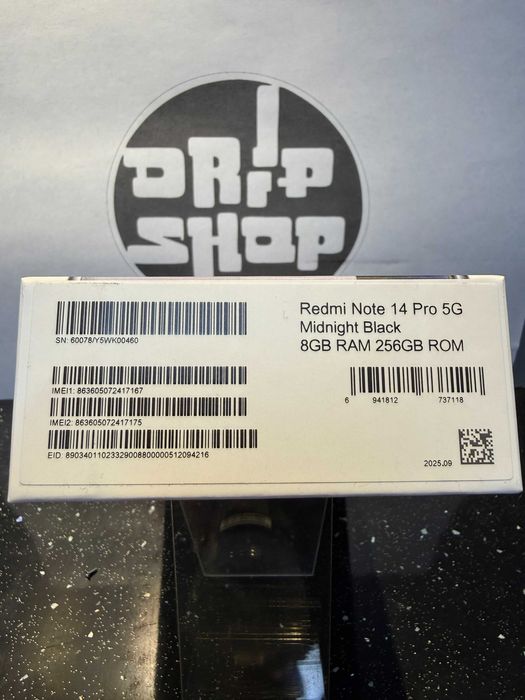 DRIP
SHOP
SN: 60078/Y5WK00460
IMEI1: 863605072417167
IMEI2: 863605072417175
EID: 89034011023329008800000512094216
Redmi Note 14 Pro 5G
Midnight Black
8GB RAM 256GB ROM
6 941812 737118
2025.09